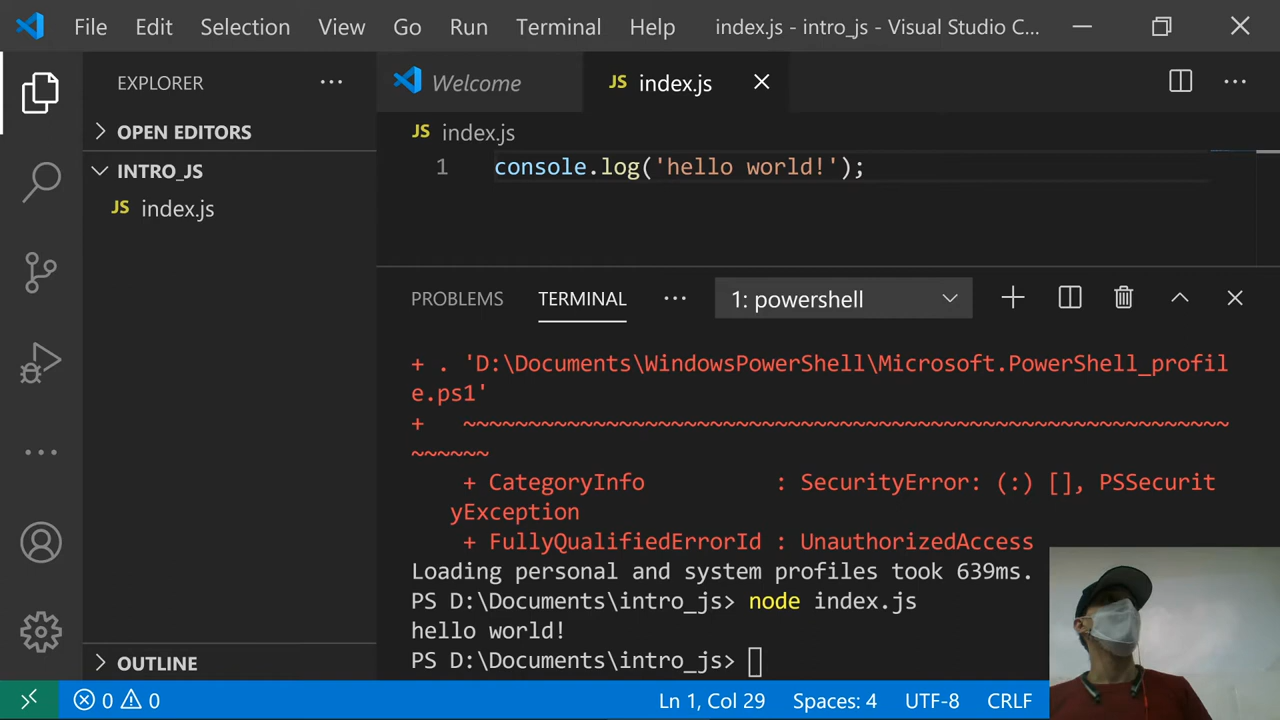 File Edit Selection View Go Run Terminal Help index.js - intro_js - Visual Studio C...
EXPLORER
OPEN EDITORS
INTRO_JS
JS index.js
Welcome
JS index.js
JS index.js
1 console.log('hello world!');
PROBLEMS TERMINAL 1: powershell
+ . 'D:\Documents\WindowsPowerShell\Microsoft.PowerShell_profil
e.ps1'
+ ~~~~~~~~~~~~~~~~~~~~~~~~~~~~~~~~~~~~~~~~~~~~~~~~~~~~~~~~~~~
~~~~~~
+ CategoryInfo : SecurityError: (:) [], PSSecurit
yException
+ FullyQualifiedErrorId : UnauthorizedAccess
Loading personal and system profiles took 639ms.
PS D:\Documents\intro_js> node index.js
hello world!
PS D:\Documents\intro_js>
OUTLINE
0 0 Ln 1, Col 29 Spaces: 4 UTF-8 CRLF